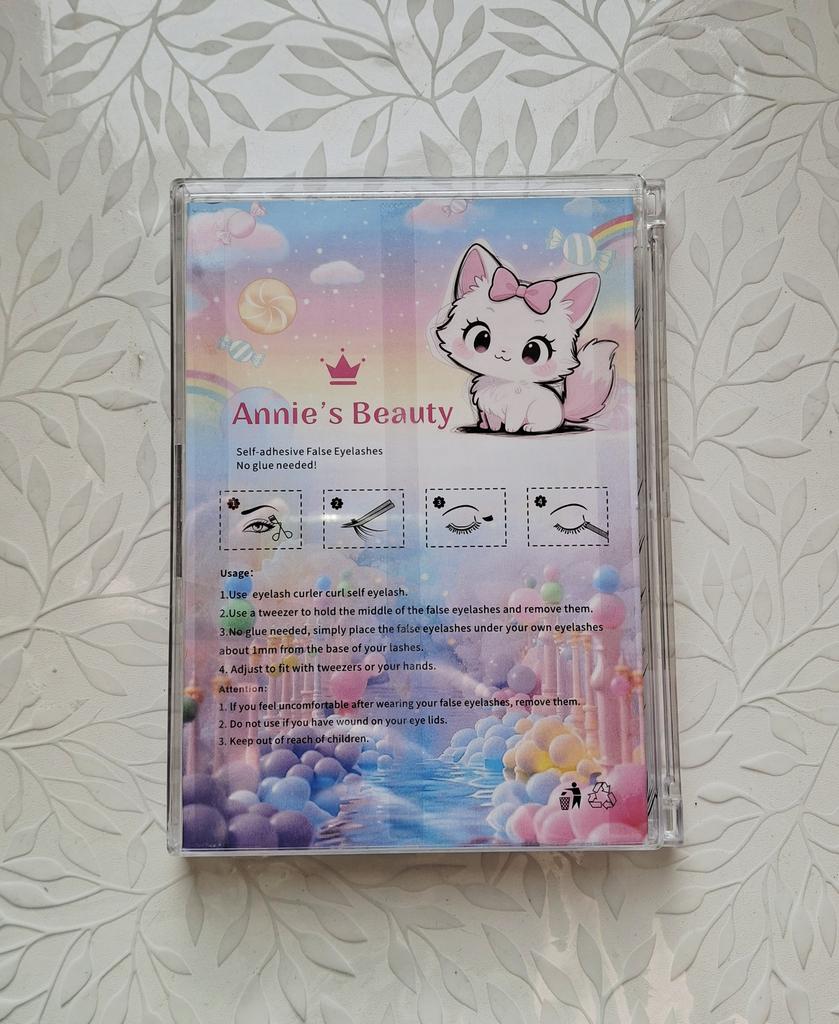 Annie's Beauty
Self-adhesive False Eyelashes
No glue needed!
1
2
3
4
Usage:
1.Use eyelash curler curl self eyelash.
2.Use a tweezer to hold the middle of the false eyelashes and remove them.
3.No glue needed, simply place the false eyelashes under your own eyelashes
about 1mm from the base of your lashes.
4. Adjust to fit with tweezers or your hands.
Attention:
1. If you feel uncomfortable after wearing your false eyelashes, remove them.
2. Do not use if you have wound on your eye lids.
3. Keep out of reach of children.